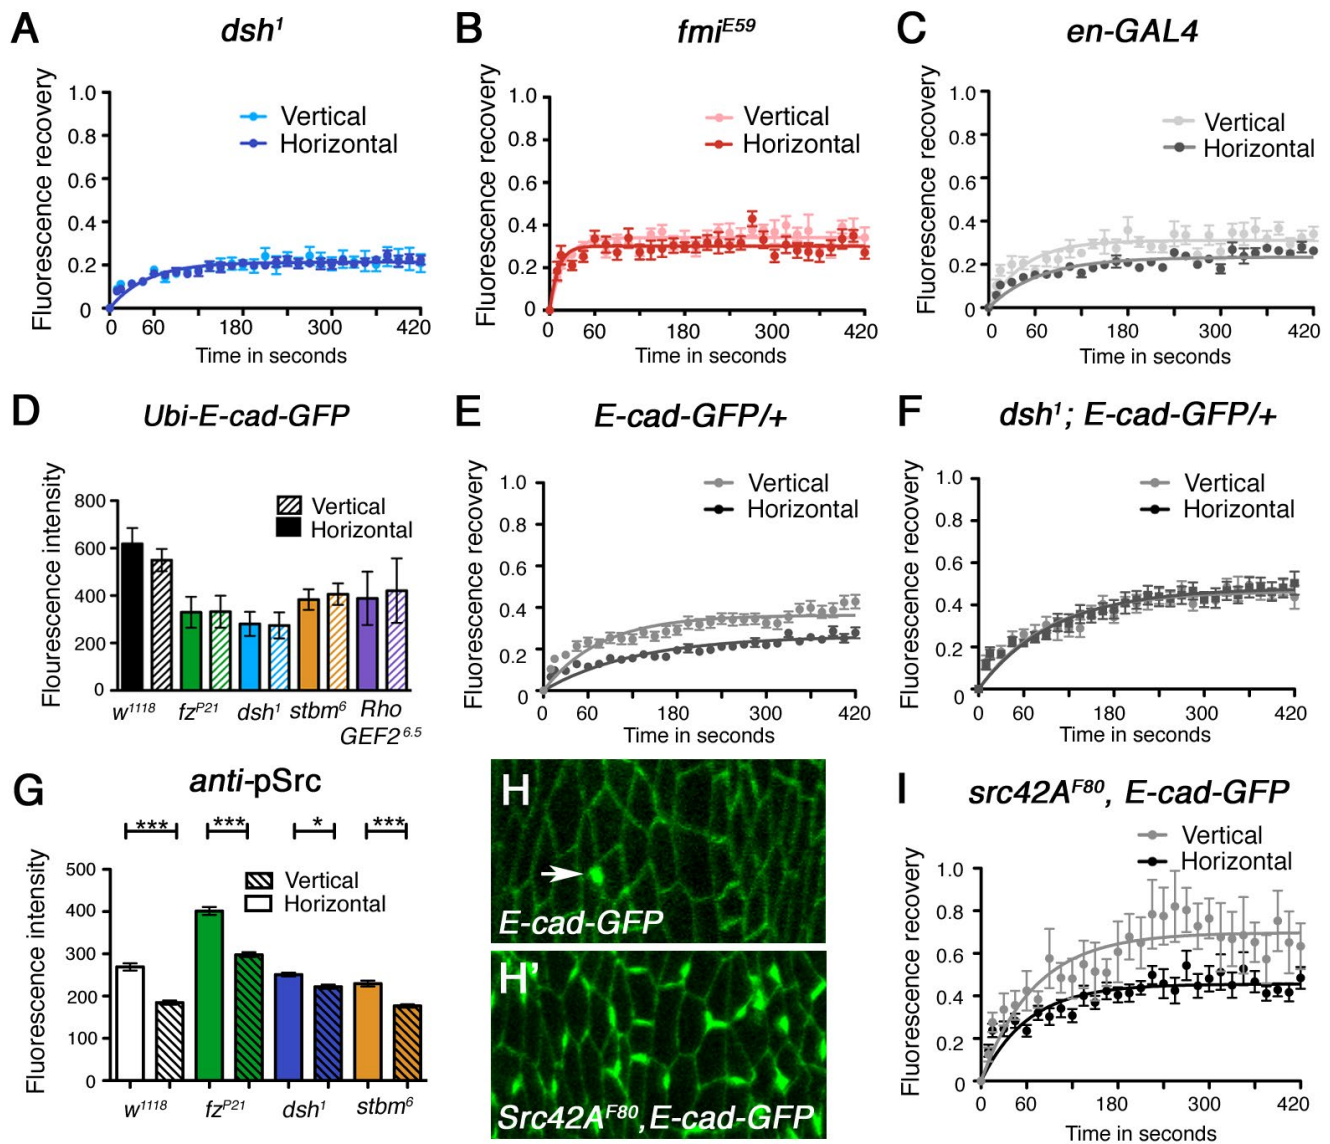 A
dsh¹
Fluorescence recovery
1.0
0.8
0.6
0.4
0.2
0
Vertical
Horizontal
0 60 180 300 420
Time in seconds
B
fmiᴱ⁵⁹
Fluorescence recovery
1.0
0.8
0.6
0.4
0.2
0
Vertical
Horizontal
0 60 180 300 420
Time in seconds
C
en-GAL4
Fluorescence recovery
1.0
0.8
0.6
0.4
0.2
0
Vertical
Horizontal
0 60 180 300 420
Time in seconds
D
Ubi-E-cad-GFP
Flourescence intensity
800
600
400
200
0
Vertical
Horizontal
w¹¹¹⁸ fzᴾ²¹ dsh¹ stbm⁶ Rho
GEF2⁶·⁵
E
E-cad-GFP/+
Fluorescence recovery
1.0
0.8
0.6
0.4
0.2
0
Vertical
Horizontal
0 60 180 300 420
Time in seconds
F
dsh¹; E-cad-GFP/+
Fluorescence recovery
1.0
0.8
0.6
0.4
0.2
0
Vertical
Horizontal
0 60 180 300 420
Time in seconds
G
anti-pSrc
*** *** * ***
Fluorescence intensity
500
400
300
200
100
0
Vertical
Horizontal
w¹¹¹⁸ fzᴾ²¹ dsh¹ stbm⁶
H
E-cad-GFP
H'
Src42Aᶠ⁸⁰,E-cad-GFP
I
src42Aᶠ⁸⁰, E-cad-GFP
Fluorescence recovery
1.0
0.8
0.6
0.4
0.2
0
Vertical
Horizontal
0 60 180 300 420
Time in seconds